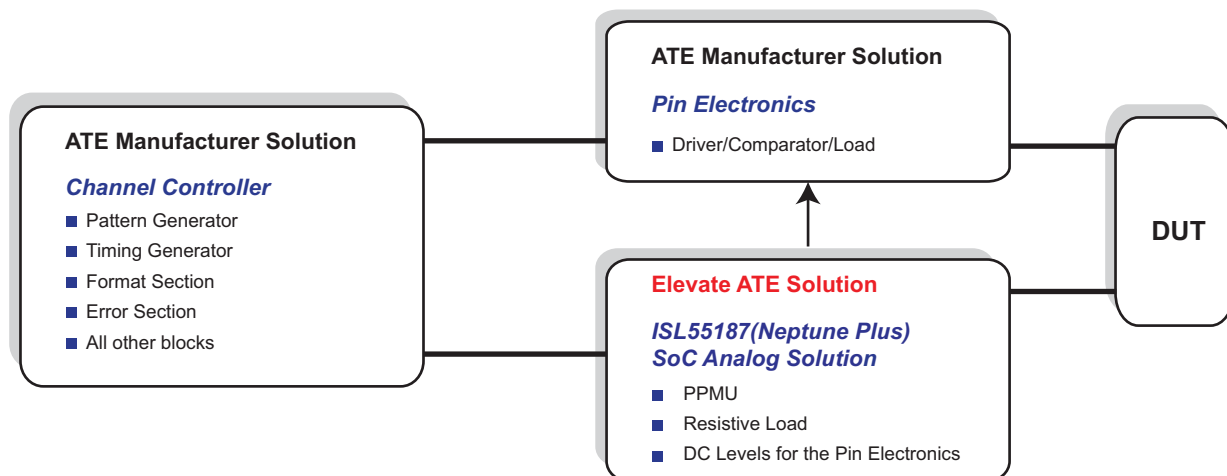 ATE Manufacturer Solution
Channel Controller
Pattern Generator
Timing Generator
Format Section
Error Section
All other blocks
ATE Manufacturer Solution
Pin Electronics
Driver/Comparator/Load
Elevate ATE Solution
ISL55187(Neptune Plus)
SoC Analog Solution
PPMU
Resistive Load
DC Levels for the Pin Electronics
DUT